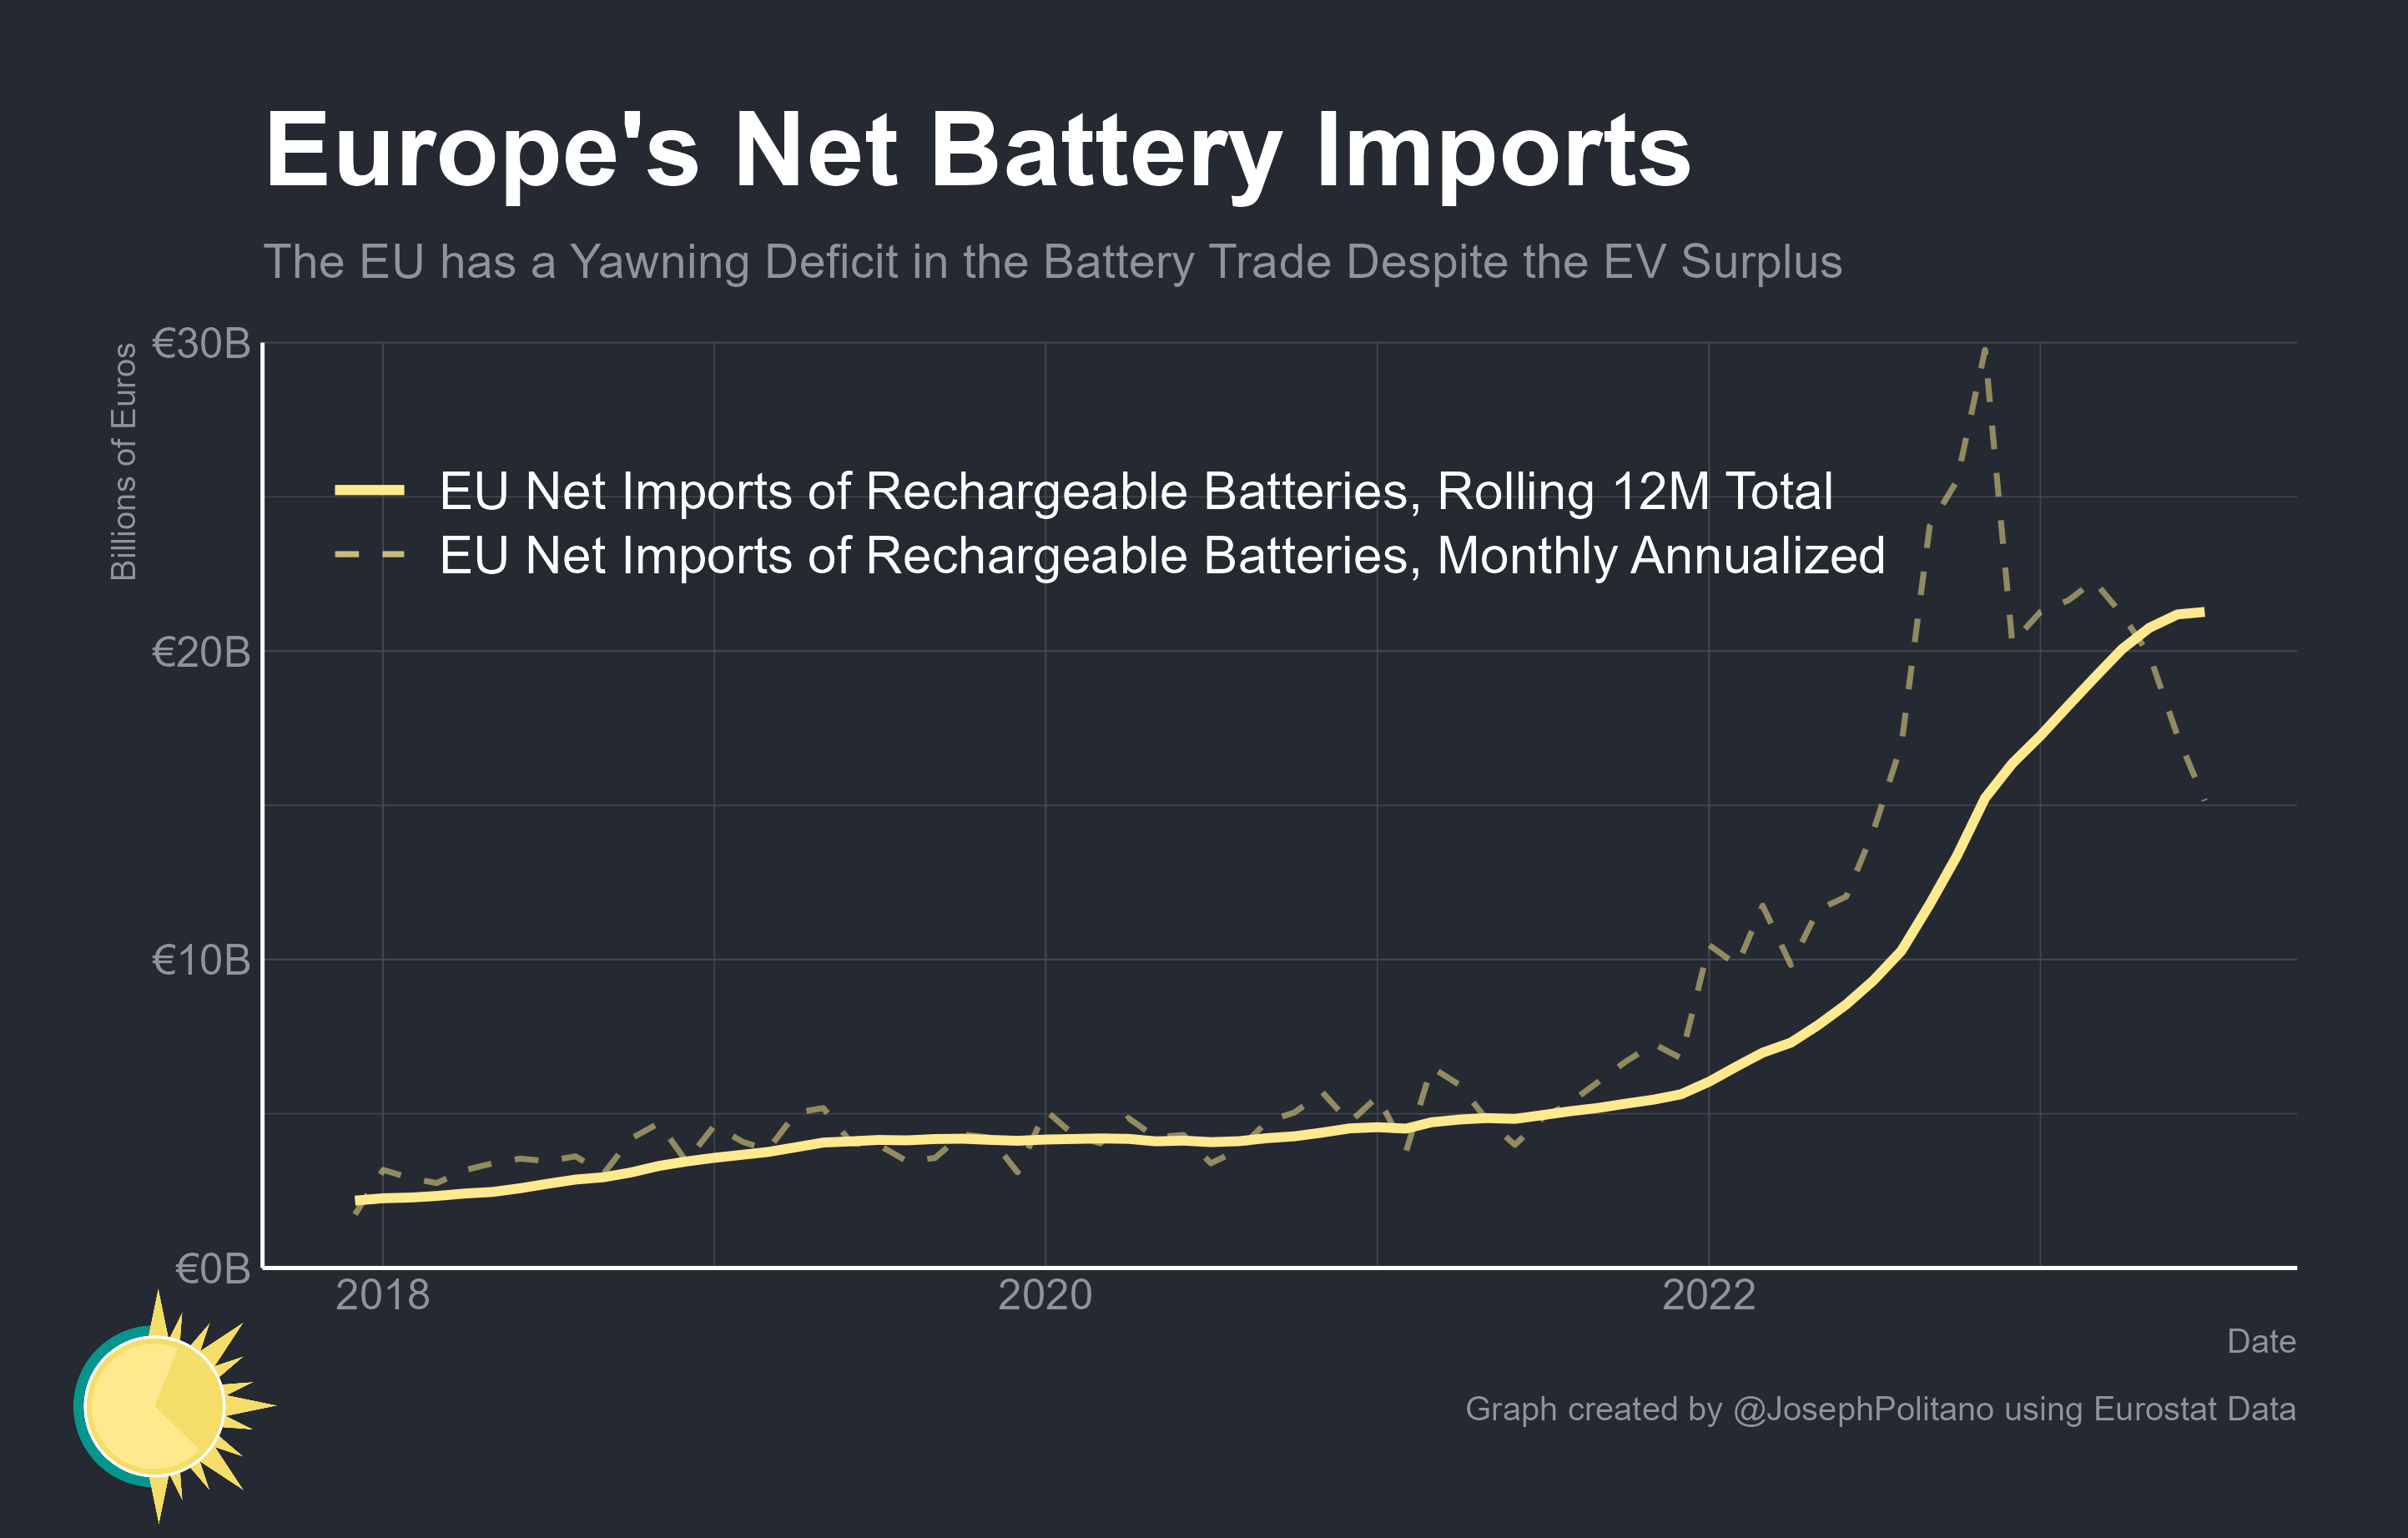 Europe's Net Battery Imports
The EU has a Yawning Deficit in the Battery Trade Despite the EV Surplus
Billions of Euros
€30B
€20B
€10B
€0B
EU Net Imports of Rechargeable Batteries, Rolling 12M Total
EU Net Imports of Rechargeable Batteries, Monthly Annualized
2018
2020
2022
Date
Graph created by @JosephPolitano using Eurostat Data